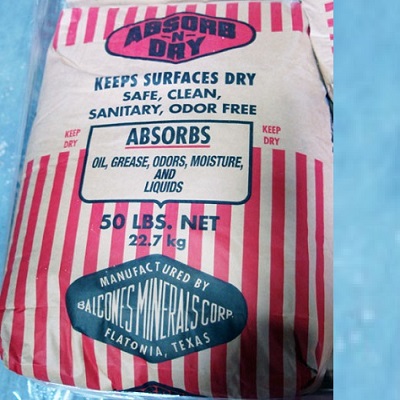 ABSORB
-N-
DRY
KEEPS SURFACES DRY
SAFE, CLEAN,
SANITARY, ODOR FREE
KEEP
DRY
ABSORBS
KEEP
DRY
OIL, GREASE, ODORS, MOISTURE,
AND
LIQUIDS
50 LBS. NET
22.7 kg
MANUFACTURED BY
BALCONES MINERALS CORP.
FLATONIA, TEXAS